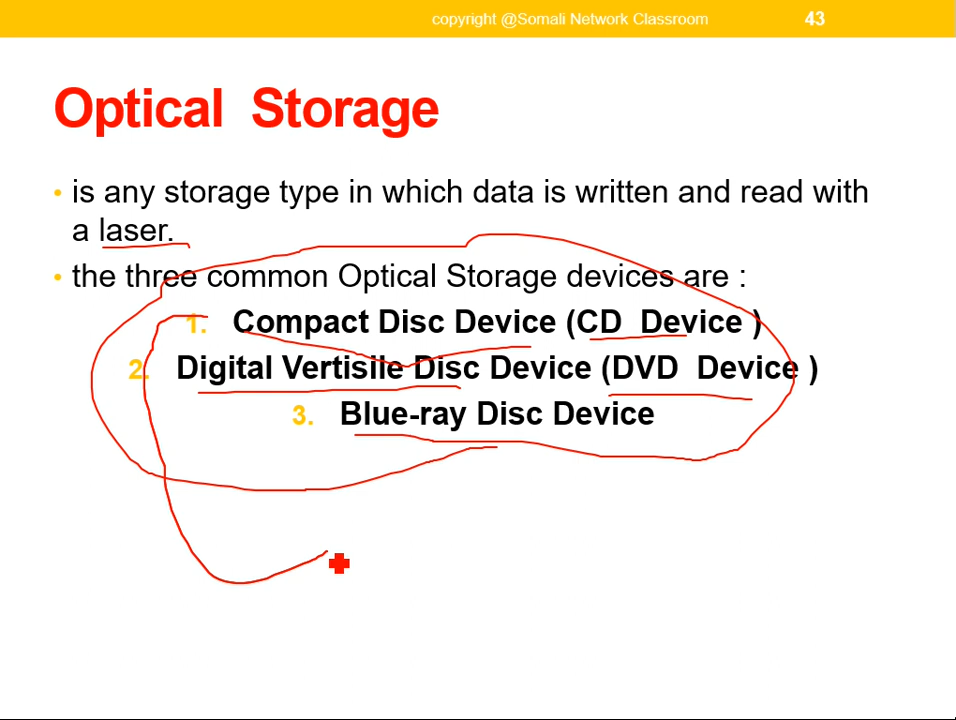 copyright @Somali Network Classroom 43
Optical Storage
• is any storage type in which data is written and read with
a laser.
• the three common Optical Storage devices are :
1. Compact Disc Device (CD Device )
2. Digital Vertisile Disc Device (DVD Device )
3. Blue-ray Disc Device